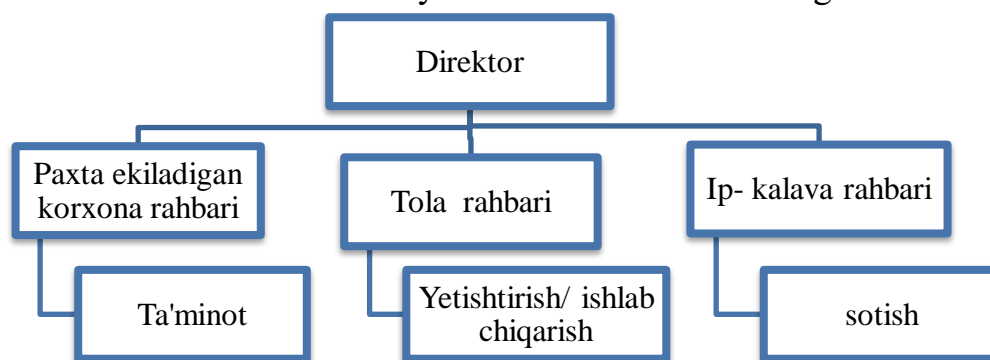 Direktor
Paxta ekiladigan
korxona rahbari
Tola rahbari
Ip- kalava rahbari
Ta'minot
Yetishtirish/ ishlab
chiqarish
sotish